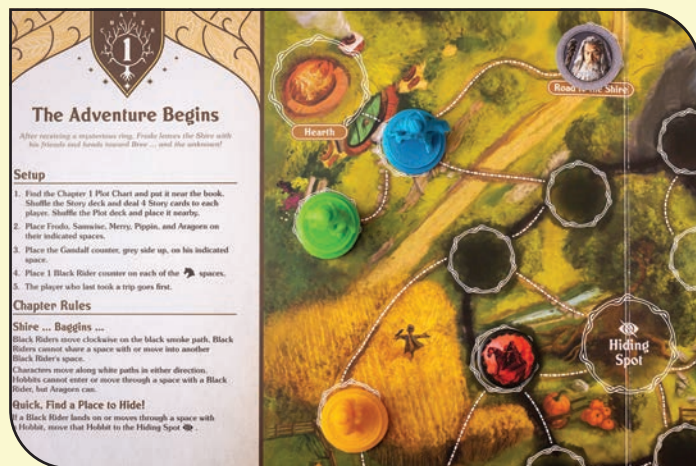 CHAPTER
1
The Adventure Begins
After receiving a mysterious ring, Frodo leaves the Shire with
his friends and heads toward Bree ... and the unknown!
Setup
1. Find the Chapter 1 Plot Chart and put it near the book.
Shuffle the Story deck and deal 4 Story cards to each
player. Shuffle the Plot deck and place it nearby.
2. Place Frodo, Samwise, Merry, Pippin, and Aragorn on
their indicated spaces.
3. Place the Gandalf counter, grey side up, on his indicated
space.
4. Place 1 Black Rider counter on each of the spaces.
5. The player who last took a trip goes first.
Chapter Rules
Shire ... Baggins ...
Black Riders move clockwise on the black smoke path. Black
Riders cannot share a space with or move into another
Black Rider's space.
Characters move along white paths in either direction.
Hobbits cannot enter or move through a space with a Black
Rider, but Aragorn can.
Quick, Find a Place to Hide!
If a Black Rider lands on or moves through a space with
a Hobbit, move that Hobbit to the Hiding Spot .
Hearth
Road to the Shire
Hiding
Spot